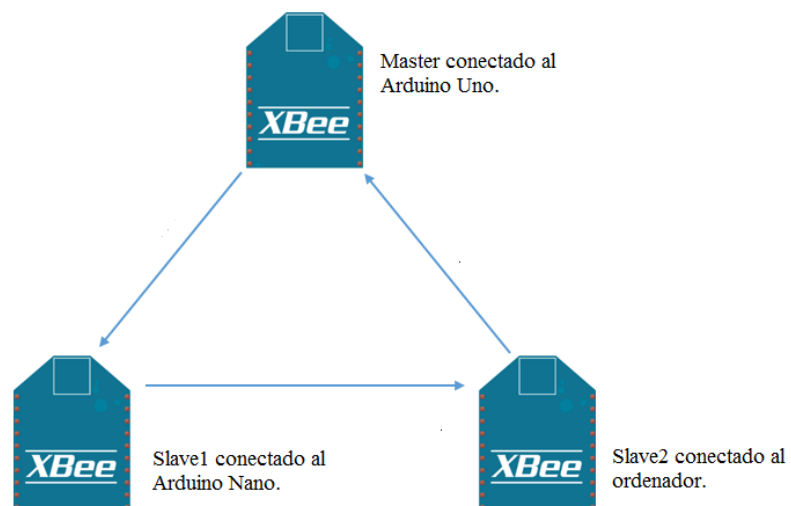 Master conectado al
Arduino Uno.
XBee
Slave1 conectado al
Arduino Nano.
XBee
Slave2 conectado al
ordenador.
XBee